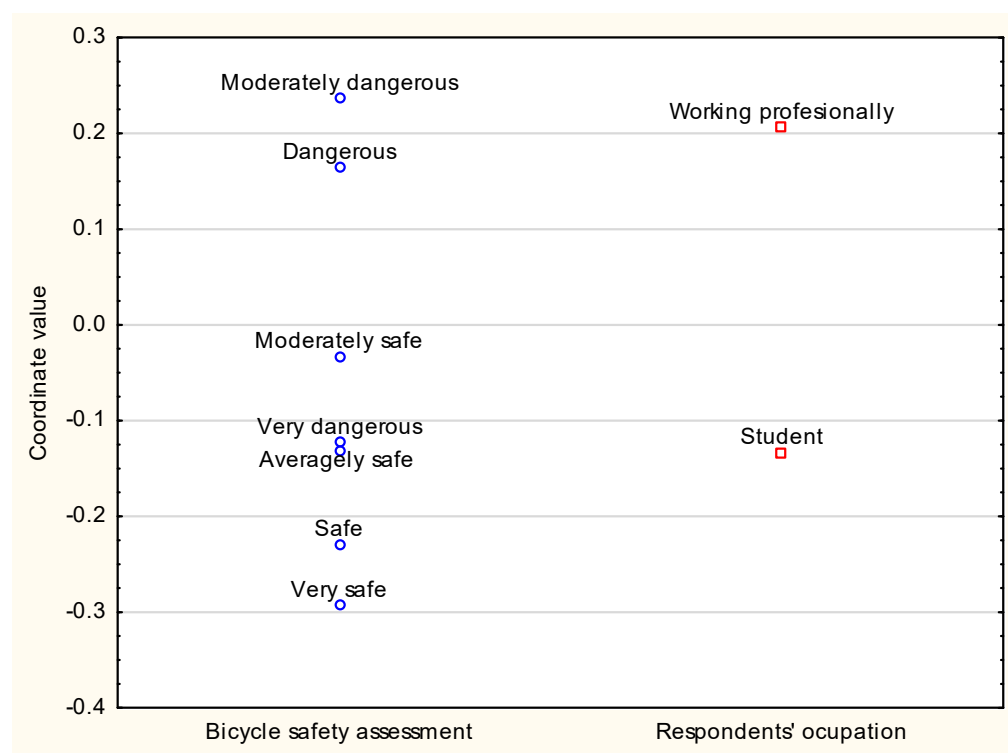 0.3
0.2
0.1
0.0
-0.1
-0.2
-0.3
-0.4
Coordinate value
Moderately dangerous
Dangerous
Moderately safe
Very dangerous
Averagely safe
Safe
Very safe
Working profesionally
Student
Bicycle safety assessment
Respondents' ocupation